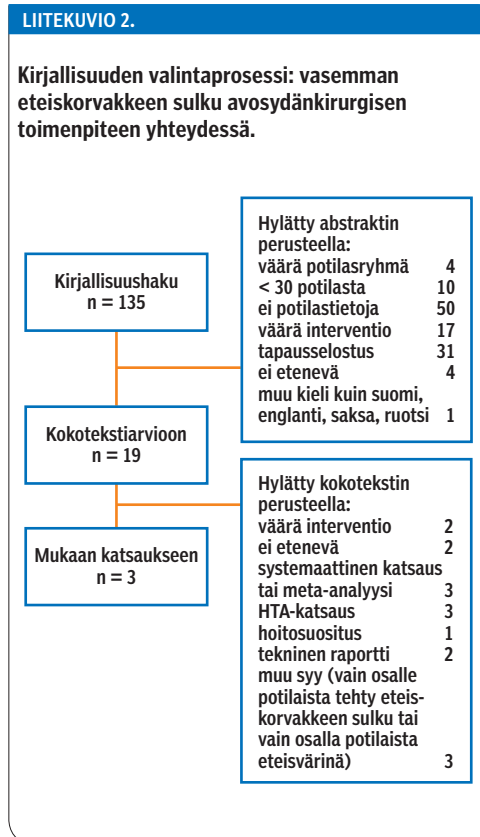 LIITEKUVIO 2.
Kirjallisuuden valintaprosessi: vasemman
eteiskorvakkeen sulku avosydänkirurgisen
toimenpiteen yhteydessä.
Kirjallisuushaku
n = 135
Hylätty abstraktin
perusteella:
väärä potilasryhmä 4
< 30 potilasta 10
ei potilastietoja 50
väärä interventio 17
tapausselostus 31
ei etenevä 4
muu kieli kuin suomi,
englanti, saksa, ruotsi 1
Kokotekstiarvioon
n = 19
Hylätty kokotekstin
perusteella:
väärä interventio 2
ei etenevä 2
systemaattinen katsaus
tai meta-analyysi 3
HTA-katsaus 3
hoitosuositus 1
tekninen raportti 2
muu syy (vain osalle
potilaista tehty eteis-
korvakkeen sulku tai
vain osalla potilaista
eteisvärinä) 3
Mukaan katsaukseen
n = 3